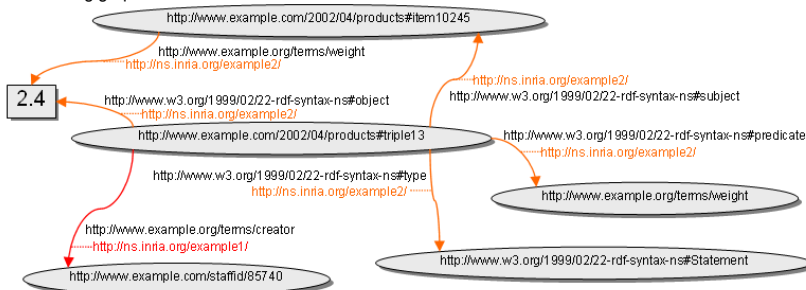 http://www.example.com/2002/04/products#item10245
http://www.example.org/terms/weight
http://ns.inria.org/example2/
http://ns.inria.org/example2/
2.4
http://www.w3.org/1999/02/22-rdf-syntax-ns#object
http://www.w3.org/1999/02/22-rdf-syntax-ns#subject
http://ns.inria.org/example2/
http://www.example.com/2002/04/products#triple13
http://www.w3.org/1999/02/22-rdf-syntax-ns#predicate
http://ns.inria.org/example2/
http://www.w3.org/1999/02/22-rdf-syntax-ns#type
http://ns.inria.org/example2/
http://www.example.org/terms/weight
http://www.example.org/terms/creator
http://ns.inria.org/example1/
http://www.w3.org/1999/02/22-rdf-syntax-ns#Statement
http://www.example.com/staffid/85740